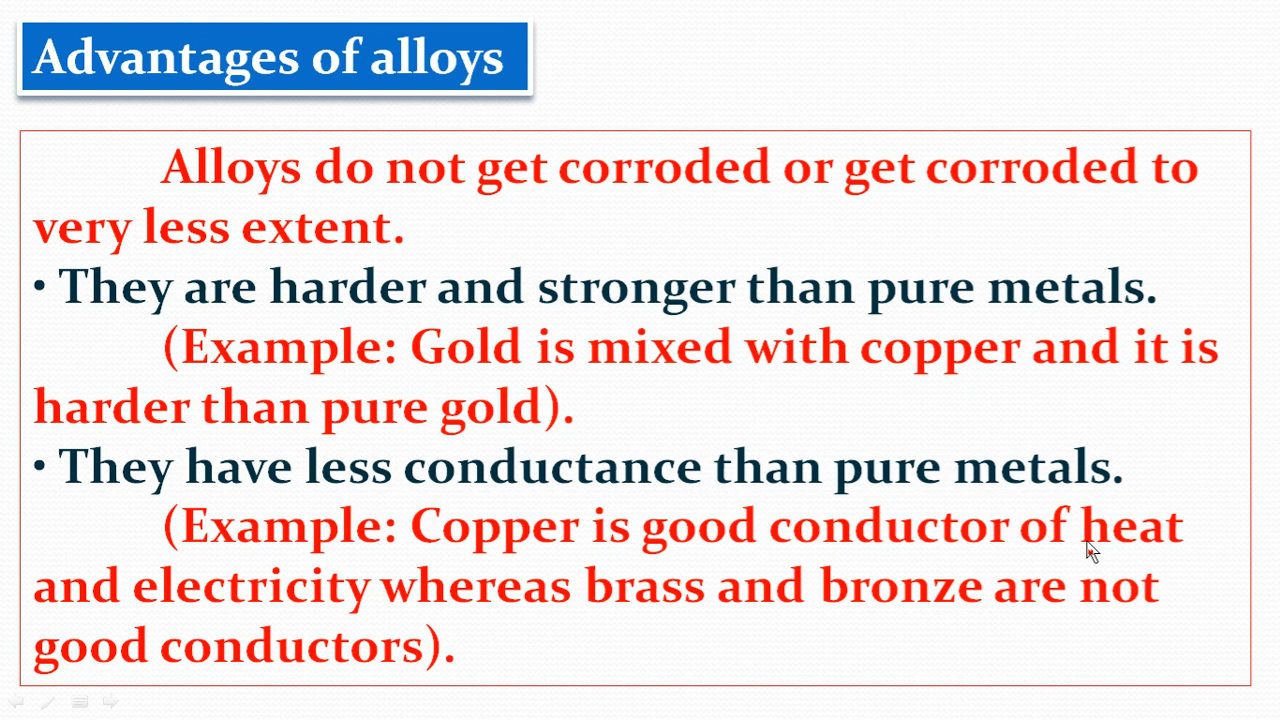 Advantages of alloys
Alloys do not get corroded or get corroded to
very less extent.
• They are harder and stronger than pure metals.
(Example: Gold is mixed with copper and it is
harder than pure gold).
• They have less conductance than pure metals.
(Example: Copper is good conductor of heat
and electricity whereas brass and bronze are not
good conductors).